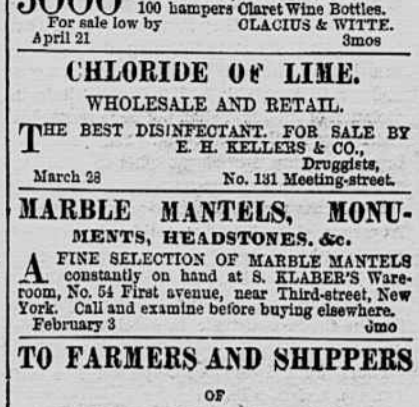 100 hampers Claret Wine Bottles.
For sale low by OLACIUS & WITTE.
April 21 3mos
CHLORIDE OF LIME.
WHOLESALE AND RETAIL.
THE BEST DISINFECTANT. FOR SALE BY
E. H. KELLERS & CO.,
Druggists,
March 28 No. 131 Meeting-street.
MARBLE MANTELS, MONU-
MENTS, HEADSTONES, &c.
A FINE SELECTION OF MARBLE MANTELS
constantly on hand at S. KLABER'S Ware-
room, No. 54 First avenue, near Third-street, New
York. Call and examine before buying elsewhere.
February 3 6mo
TO FARMERS AND SHIPPERS
OF